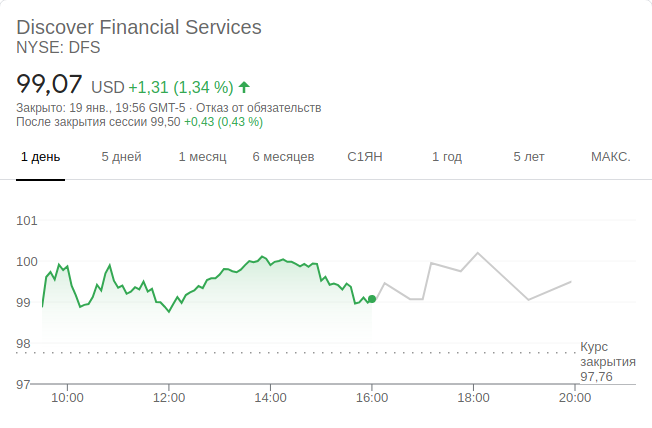 Discover Financial Services
NYSE: DFS
99,07 USD +1,31 (1,34 %)
Закрыто: 19 янв., 19:56 GMT-5 · Отказ от обязательств
После закрытия сессии 99,50 +0,43 (0,43 %)
1 день 5 дней 1 месяц 6 месяцев С1ЯН 1 год 5 лет МАКС.
101
100
99
98
Курс
закрытия
97,76
97
10:00 12:00 14:00 16:00 18:00 20:00